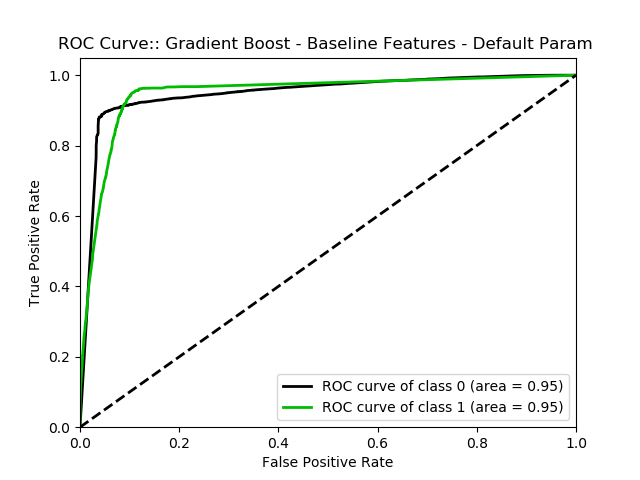 ROC Curve:: Gradient Boost - Baseline Features - Default Param
1.0
0.8
0.6
0.4
0.2
0.0
True Positive Rate
ROC curve of class 0 (area = 0.95)
ROC curve of class 1 (area = 0.95)
0.0 0.2 0.4 0.6 0.8 1.0
False Positive Rate